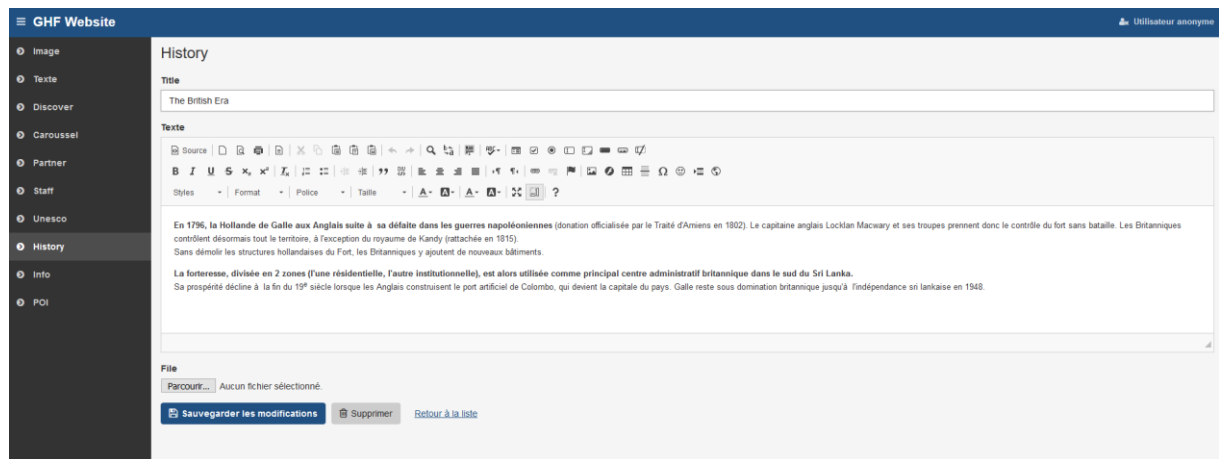 GHF Website
Utilisateur anonyme
Image
Texte
Discover
Caroussel
Partner
Staff
Unesco
History
Info
POI
History
Title
The British Era
Texte
Source
Styles Format Police Taille
En 1796, la Hollande de Galle aux Anglais suite à sa défaite dans les guerres napoléoniennes (donation officialisée par le Traité d'Amiens en 1802). Le capitaine anglais Locklan Macwary et ses troupes prennent donc le contrôle du fort sans bataille. Les Britanniques
contrôlent désormais tout le territoire, à l'exception du royaume de Kandy (rattachée en 1815).
Sans démolir les structures hollandaises du Fort, les Britanniques y ajoutent de nouveaux bâtiments.
La forteresse, divisée en 2 zones (l'une résidentielle, l'autre institutionnelle), est alors utilisée comme principal centre administratif britannique dans le sud du Sri Lanka.
Sa prospérité décline à la fin du 19e siècle lorsque les Anglais construisent le port artificiel de Colombo, qui devient la capitale du pays. Galle reste sous domination britannique jusqu'à l'indépendance sri lankaise en 1948.
File
Parcourir... Aucun fichier sélectionné.
Sauvegarder les modifications Supprimer Retour à la liste